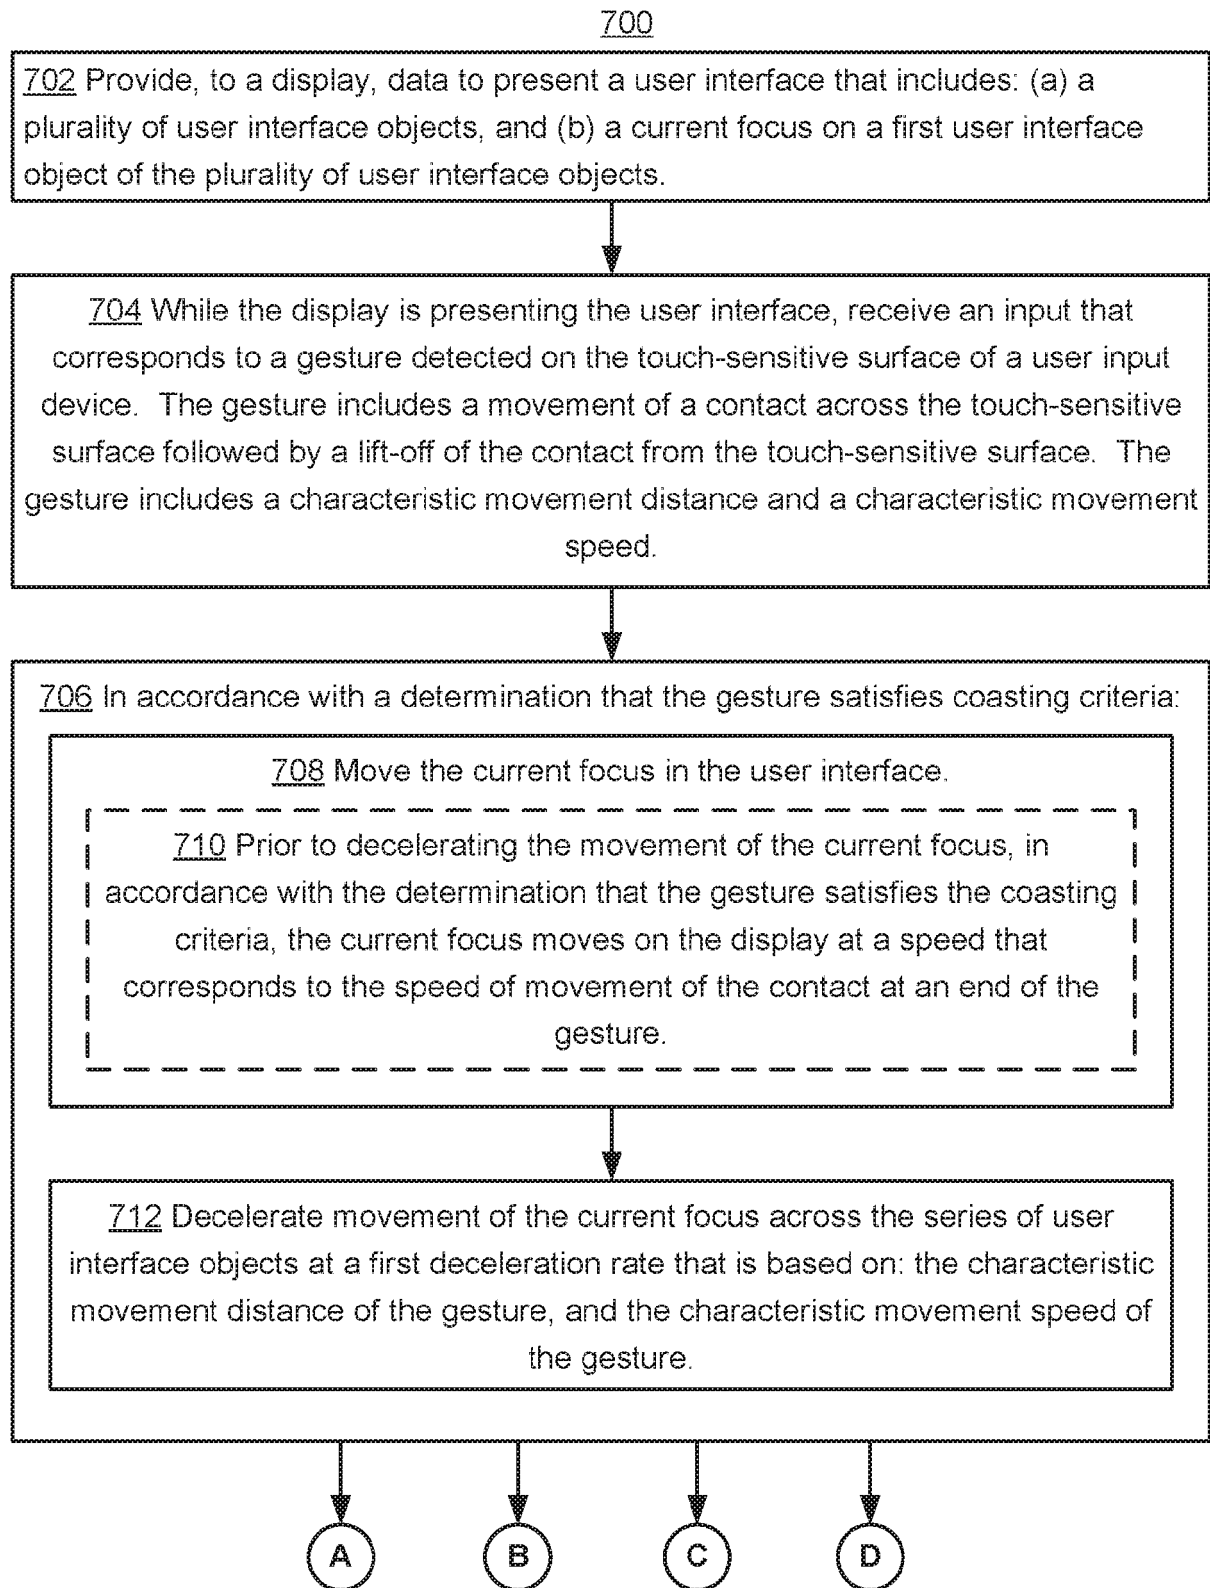 700
702 Provide, to a display, data to present a user interface that includes: (a) a
plurality of user interface objects, and (b) a current focus on a first user interface
object of the plurality of user interface objects.
704 While the display is presenting the user interface, receive an input that
corresponds to a gesture detected on the touch-sensitive surface of a user input
device.  The gesture includes a movement of a contact across the touch-sensitive
surface followed by a lift-off of the contact from the touch-sensitive surface.  The
gesture includes a characteristic movement distance and a characteristic movement
speed.
706 In accordance with a determination that the gesture satisfies coasting criteria:
708 Move the current focus in the user interface.
710 Prior to decelerating the movement of the current focus, in
accordance with the determination that the gesture satisfies the coasting
criteria, the current focus moves on the display at a speed that
corresponds to the speed of movement of the contact at an end of the
gesture.
712 Decelerate movement of the current focus across the series of user
interface objects at a first deceleration rate that is based on: the characteristic
movement distance of the gesture, and the characteristic movement speed of
the gesture.
A B C D